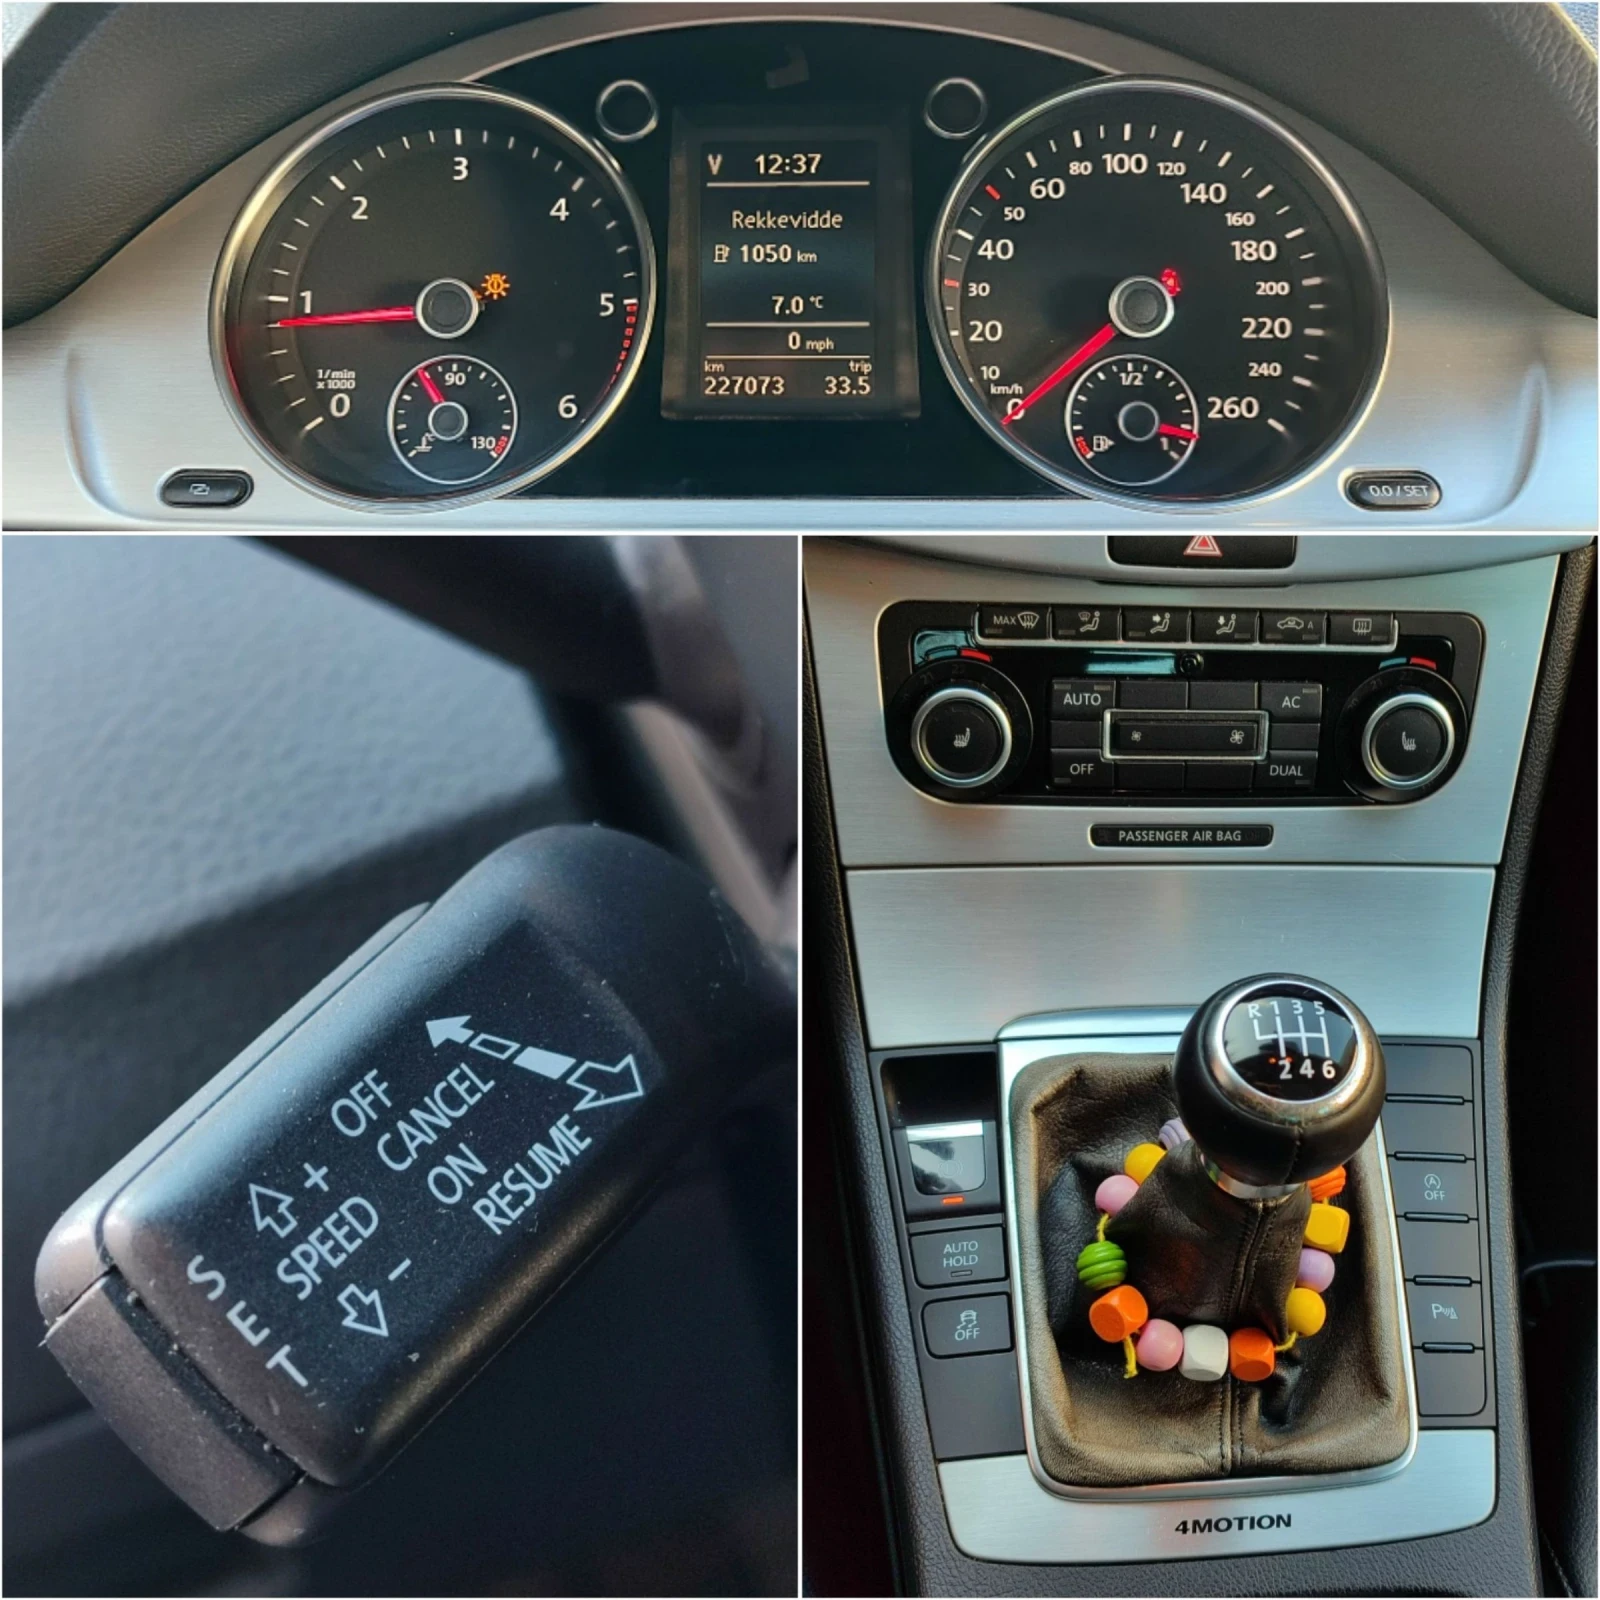 1
2
3
4
5
6
0
1/min
x1000
90
130
V 12:37
Rekkevidde
1050 km
7.0 °C
0 mph
km trip
227073 33.5
0
10
20
30
40
50
60
80
100
120
140
160
180
200
220
240
260
km/h
1/2
1
0.0 / SET
OFF
CANCEL
ON
RESUME
+
SPEED
–
SET
MAX
A
AUTO
AC
OFF
DUAL
PASSENGER AIR BAG
R 1 3 5
2 4 6
AUTO
HOLD
OFF
A
OFF
P
4MOTION